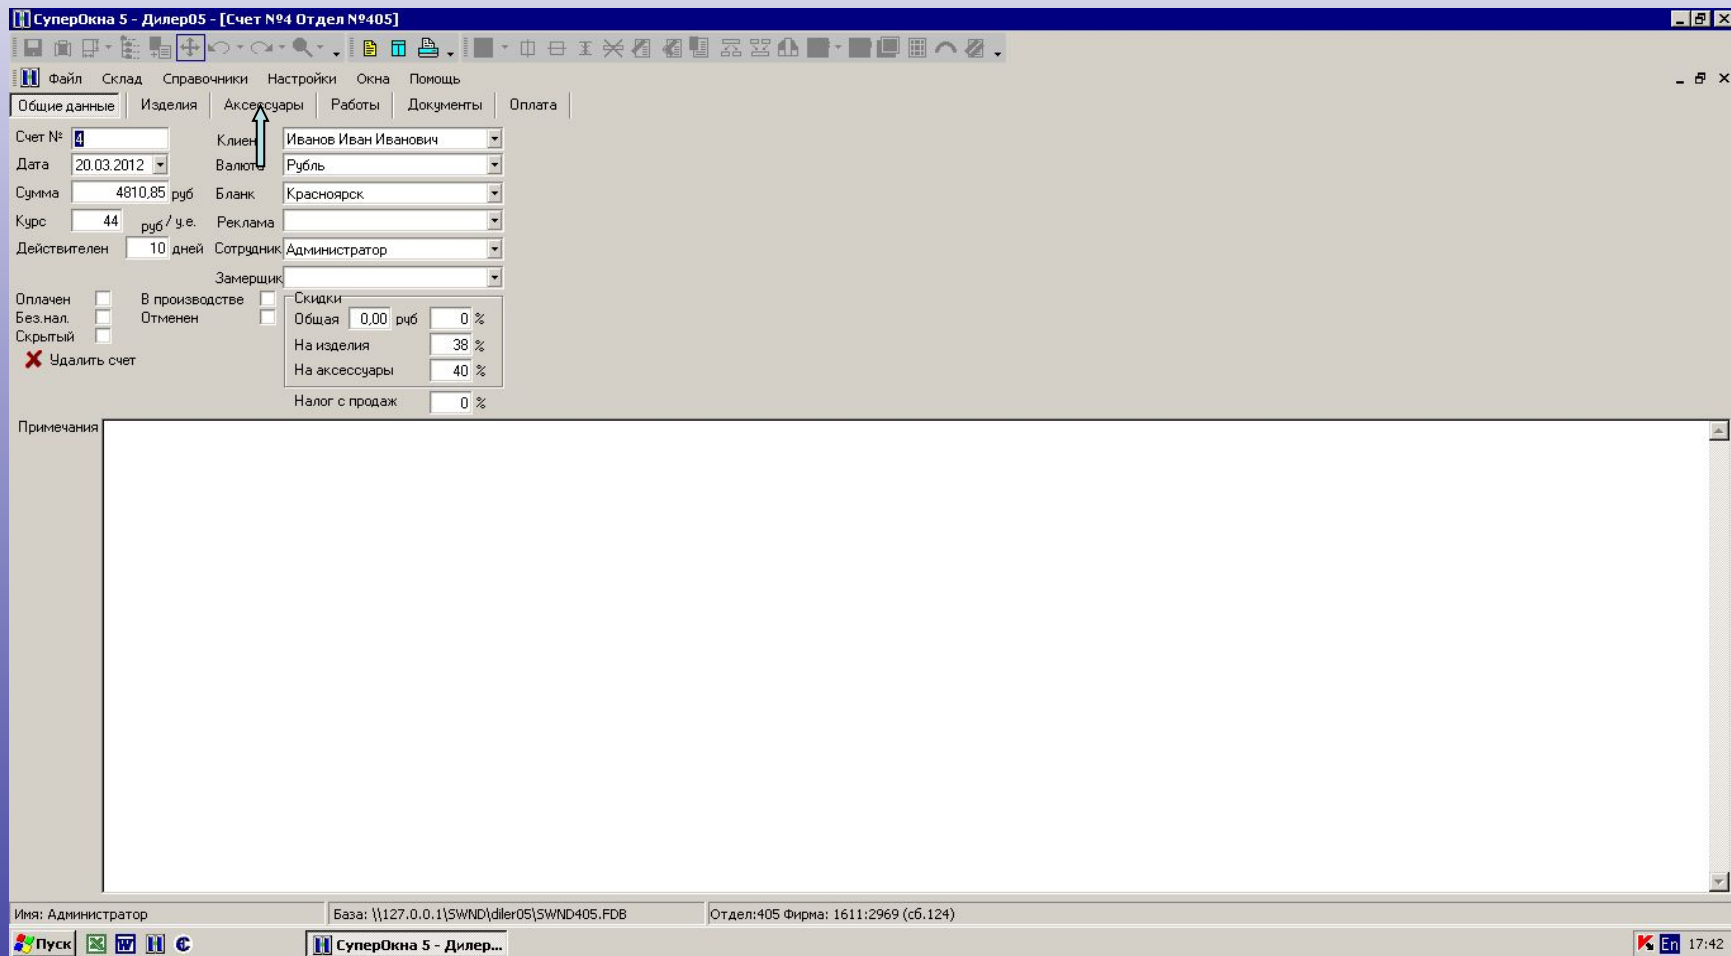 СуперОкна 5 - Дилер05 - [Счет №4 Отдел №405]
Файл Склад Справочники Настройки Окна Помощь
Общие данные Изделия Аксессуары Работы Документы Оплата
Счет № 4 Клиент Иванов Иван Иванович
Дата 20.03.2012 Валюта Рубль
Сумма 4810,85 руб Бланк Красноярск
Курс 44 руб / у.е. Реклама
Действителен 10 дней Сотрудник Администратор
Замерщик
Оплачен В производстве Скидки
Без.нал. Отменен Общая 0,00 руб 0 %
Скрытый
На изделия 38 %
Удалить счет
На аксессуары 40 %
Налог с продаж 0 %
Примечания
Имя: Администратор База: \\127.0.0.1\SWND\diler05\SWND405.FDB Отдел:405 Фирма: 1611:2969 (сб.124)
Пуск СуперОкна 5 - Дилер... En 17:42